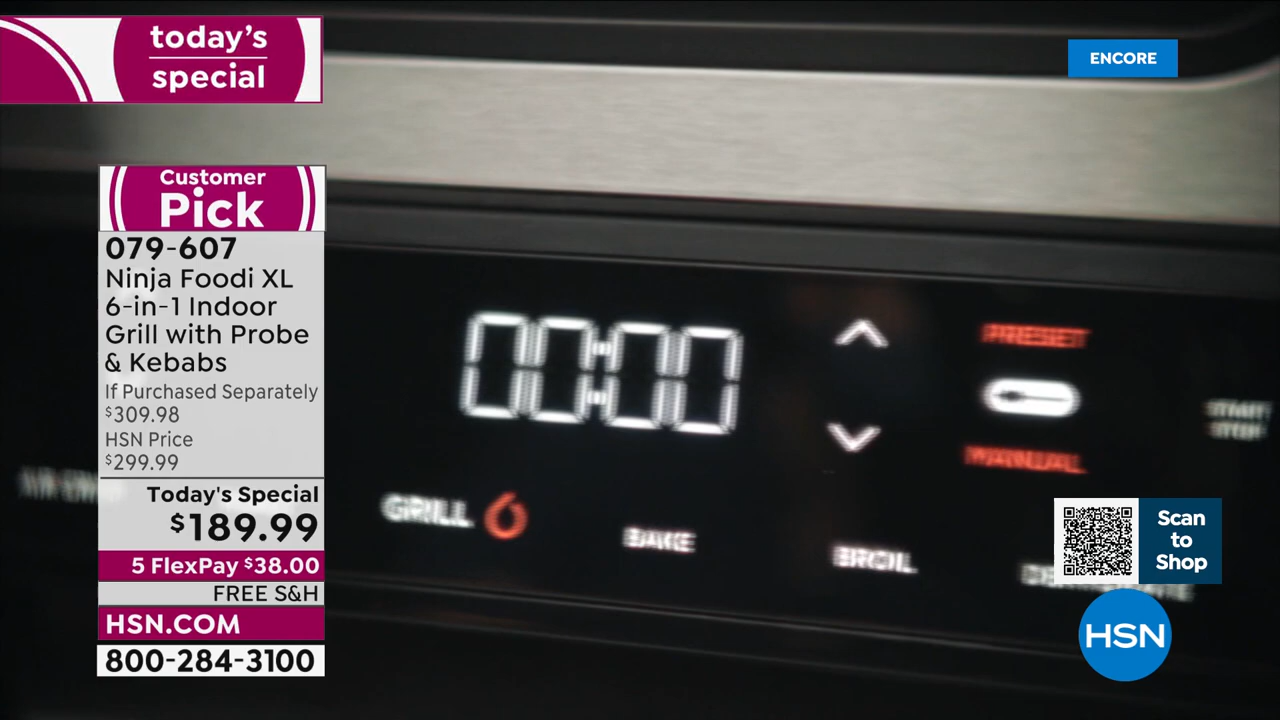 today's
special
ENCORE
Customer
Pick
079-607
Ninja Foodi XL
6-in-1 Indoor
Grill with Probe
& Kebabs
If Purchased Separately
$309.98
HSN Price
$299.99
Today's Special
$189.99
5 FlexPay $38.00
FREE S&H
HSN.COM
800-284-3100
00:00
PRESET
MANUAL
START
STOP
GRILL
BAKE
BROIL
Scan
to
Shop
HSN